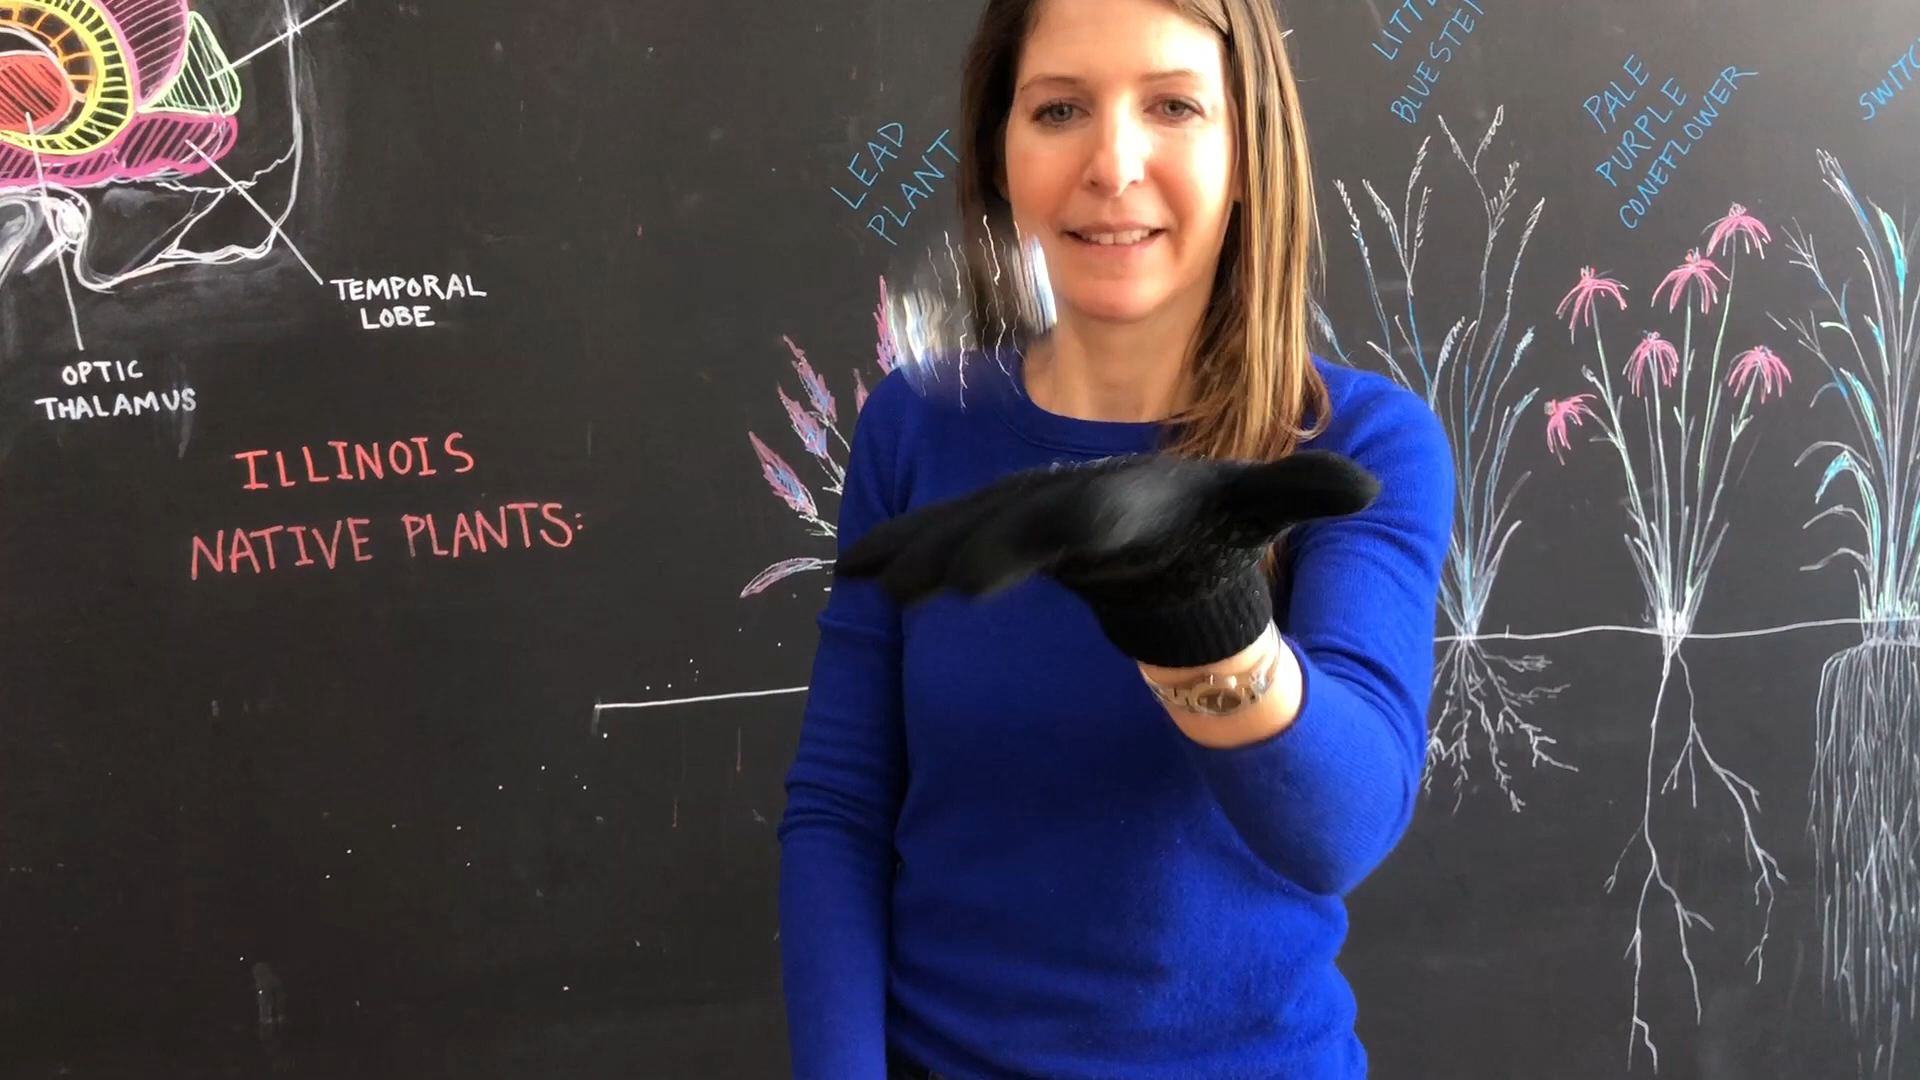 TEMPORAL
LOBE
OPTIC
THALAMUS
ILLINOIS
NATIVE PLANTS:
LEAD
PLANT
PALE
PURPLE
CONEFLOWER